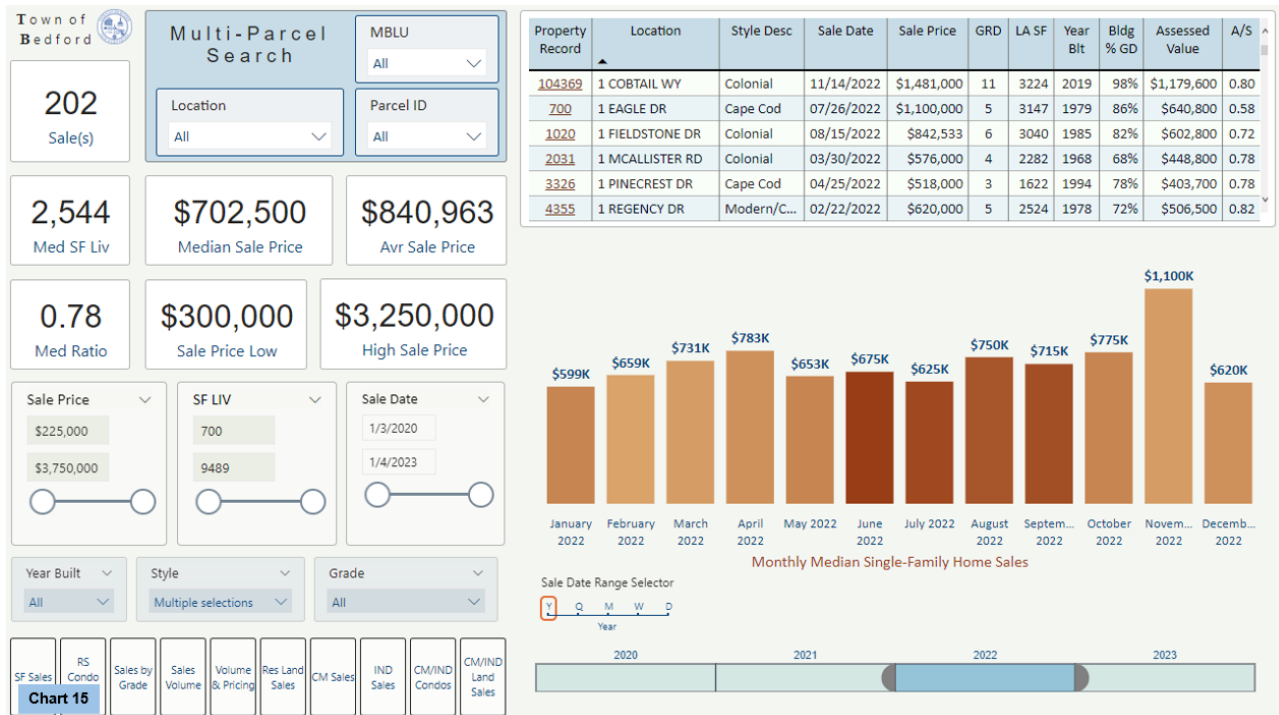 Town of
Bedford
Multi-Parcel
Search
MBLU
All
Location
All
Parcel ID
All
202
Sale(s)
2,544
Med SF Liv
$702,500
Median Sale Price
$840,963
Avr Sale Price
0.78
Med Ratio
$300,000
Sale Price Low
$3,250,000
High Sale Price
Sale Price
$225,000
$3,750,000
SF LIV
700
9489
Sale Date
1/3/2020
1/4/2023
Year Built
All
Style
Multiple selections
Grade
All
SF Sales
RS
Condo
Sales by
Grade
Sales
Volume
Volume
& Pricing
Res Land
Sales
CM Sales
IND
Sales
CM/IND
Condos
CM/IND
Land
Sales
Chart 15
Property Record Location Style Desc Sale Date Sale Price GRD LA SF Year Blt Bldg % GD Assessed Value A/S
104369 1 COBTAIL WY Colonial 11/14/2022 $1,481,000 11 3224 2019 98% $1,179,600 0.80
700 1 EAGLE DR Cape Cod 07/26/2022 $1,100,000 5 3147 1979 86% $640,800 0.58
1020 1 FIELDSTONE DR Colonial 08/15/2022 $842,533 6 3040 1985 82% $602,800 0.72
2031 1 MCALLISTER RD Colonial 03/30/2022 $576,000 4 2282 1968 68% $448,800 0.78
3326 1 PINECREST DR Cape Cod 04/25/2022 $518,000 3 1622 1994 78% $403,700 0.78
4355 1 REGENCY DR Modern/C... 02/22/2022 $620,000 5 2524 1978 72% $506,500 0.82
$599K $659K $731K $783K $653K $675K $625K $750K $715K $775K $1,100K $620K
January 2022 February 2022 March 2022 April 2022 May 2022 June 2022 July 2022 August 2022 Septem... 2022 October 2022 Novem... 2022 Decemb... 2022
Monthly Median Single-Family Home Sales
Sale Date Range Selector
Y Q M W D
Year
2020 2021 2022 2023